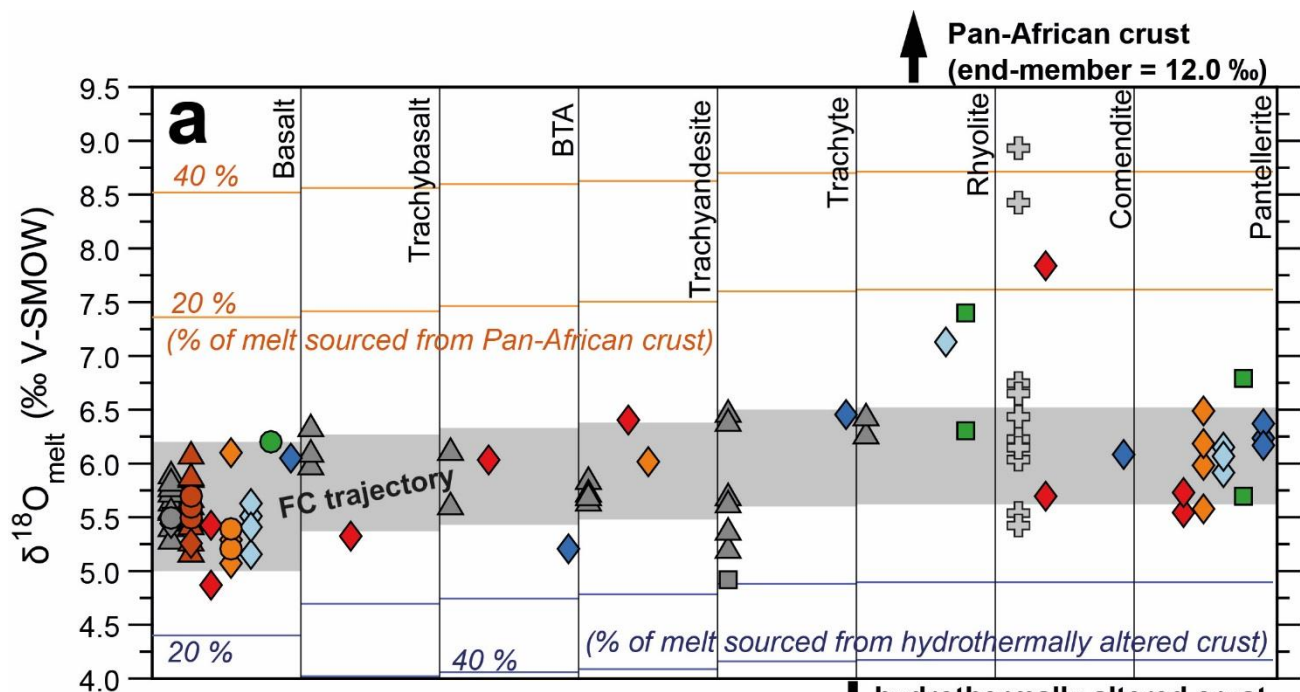 Pan-African crust
(end-member = 12.0 ‰)
a
Basalt
Trachybasalt
BTA
Trachyandesite
Trachyte
Rhyolite
Comendite
Pantellerite
δ18Omelt (‰ V-SMOW)
9.5
9.0
8.5
8.0
7.5
7.0
6.5
6.0
5.5
5.0
4.5
4.0
40 %
20 %
(% of melt sourced from Pan-African crust)
FC trajectory
(% of melt sourced from hydrothermally altered crust)
20 %
40 %
hydrothermally altered crust